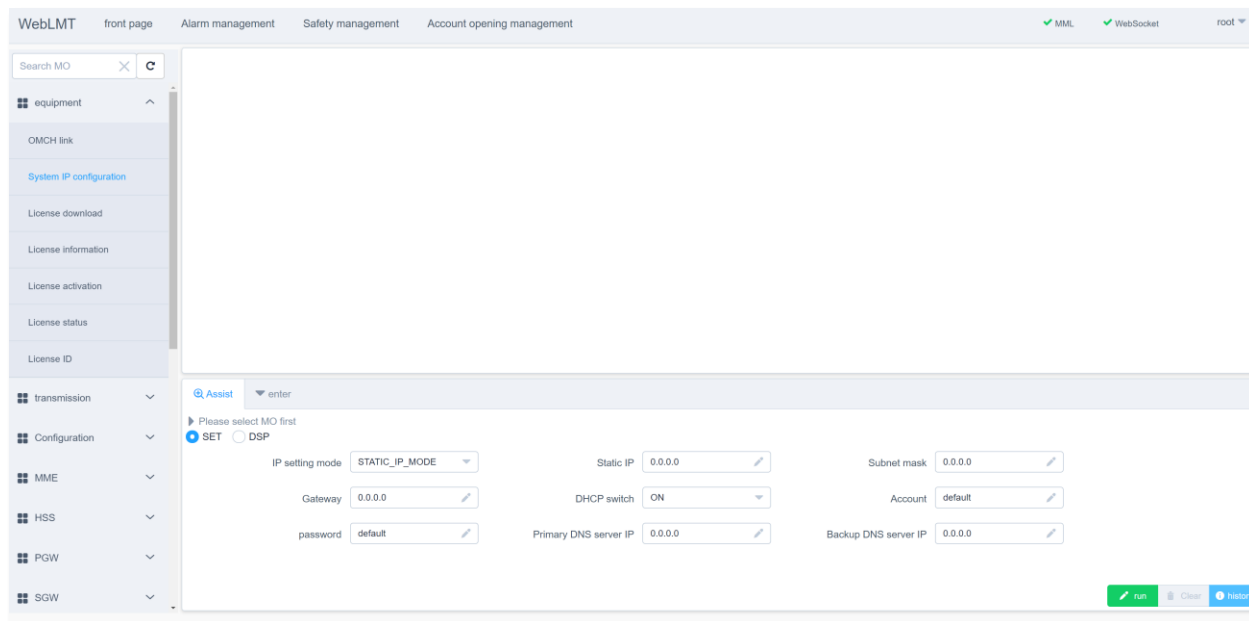 WebLMT front page Alarm management Safety management Account opening management MML WebSocket root
Search MO
equipment
OMCH link
System IP configuration
License download
License information
License activation
License status
License ID
transmission
Configuration
MME
HSS
PGW
SGW
Assist enter
Please select MO first
SET DSP
IP setting mode STATIC_IP_MODE Static IP 0.0.0.0 Subnet mask 0.0.0.0
Gateway 0.0.0.0 DHCP switch ON Account default
password default Primary DNS server IP 0.0.0.0 Backup DNS server IP 0.0.0.0
run Clear histor